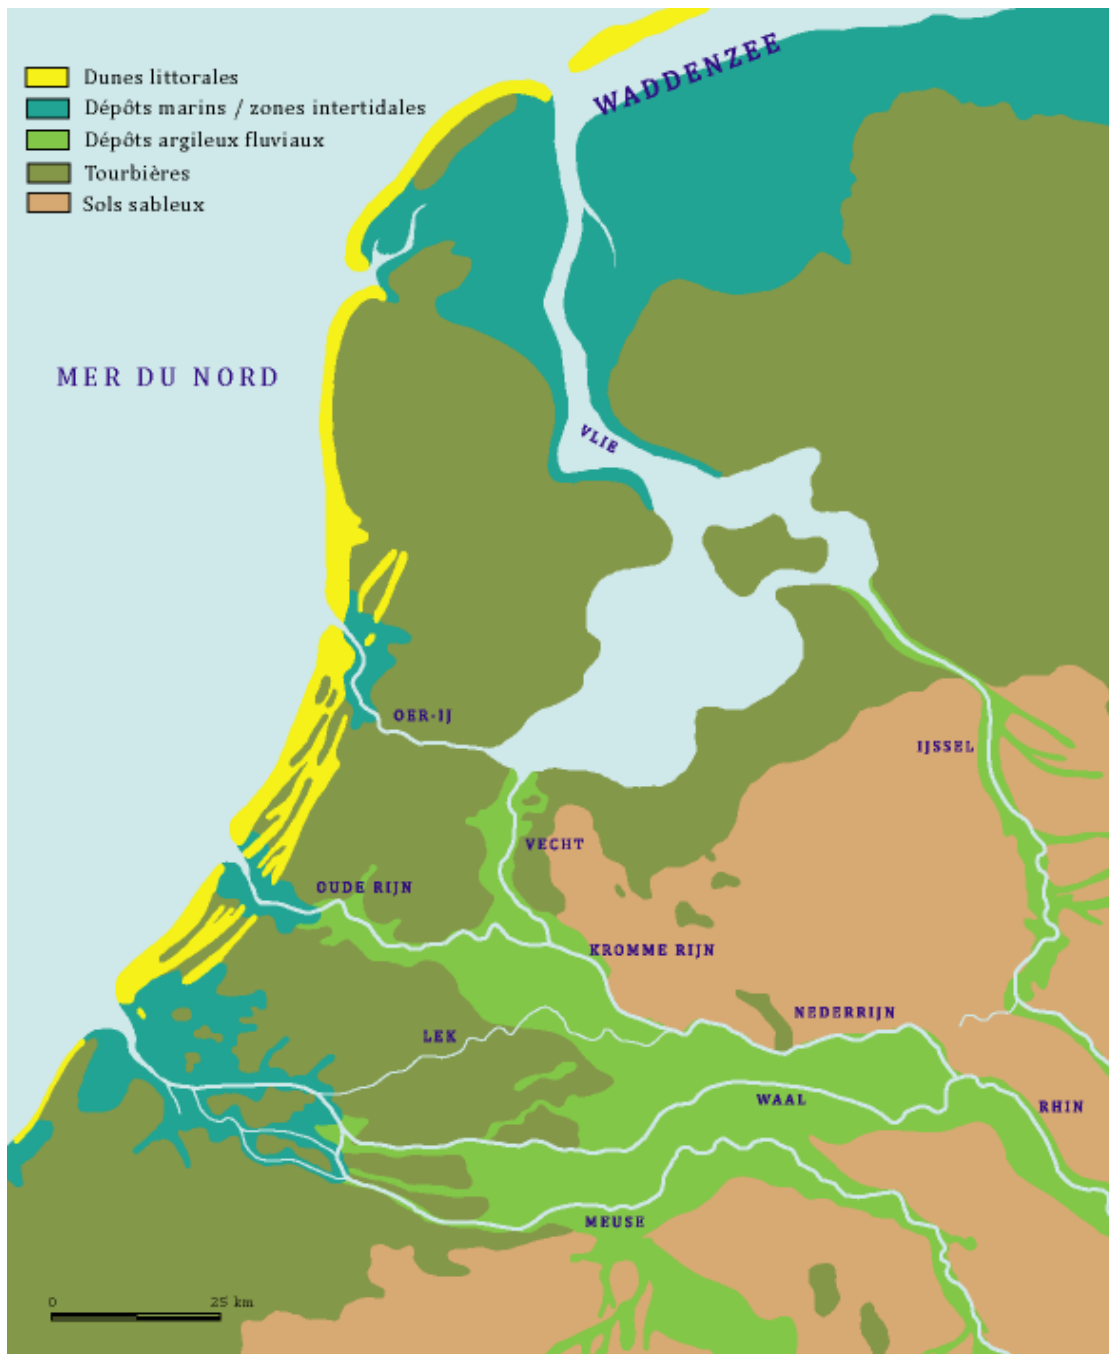 WADDENZEE
Dunes littorales
Dépôts marins / zones intertidales
Dépôts argileux fluviaux
Tourbières
Sols sableux
MER DU NORD
VLIE
OER-IJ
IJSSEL
VECHT
OUDE RIJN
KROMME RIJN
NEDERRIJN
LEK
WAAL
RHIN
MEUSE
0 25 km